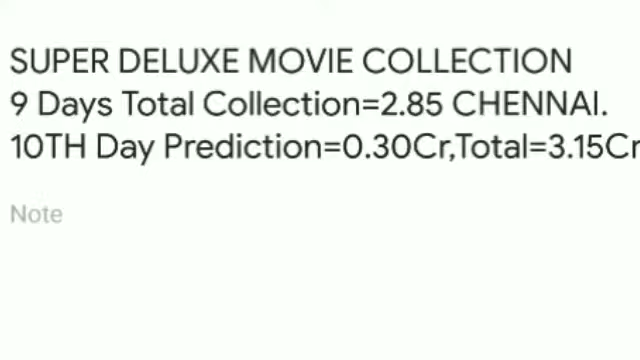 SUPER DELUXE MOVIE COLLECTION
9 Days Total Collection=2.85 CHENNAI.
10TH Day Prediction=0.30Cr,Total=3.15Cr
Note